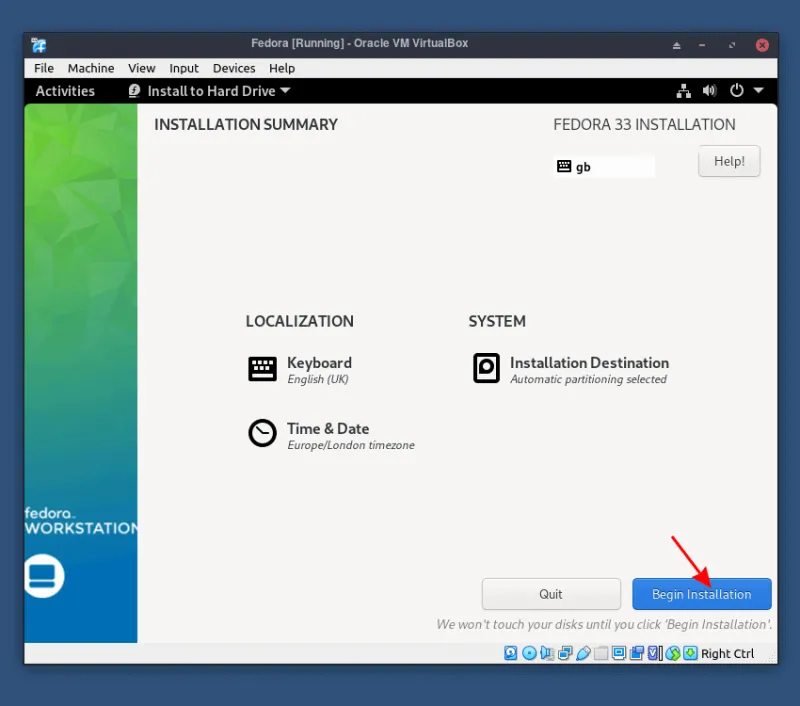 Fedora [Running] - Oracle VM VirtualBox
File Machine View Input Devices Help
Activities Install to Hard Drive
INSTALLATION SUMMARY
FEDORA 33 INSTALLATION
gb
Help!
LOCALIZATION
Keyboard
English (UK)
Time & Date
Europe/London timezone
SYSTEM
Installation Destination
Automatic partitioning selected
fedora
WORKSTATION
Quit
Begin Installation
We won't touch your disks until you click 'Begin Installation'.
Right Ctrl